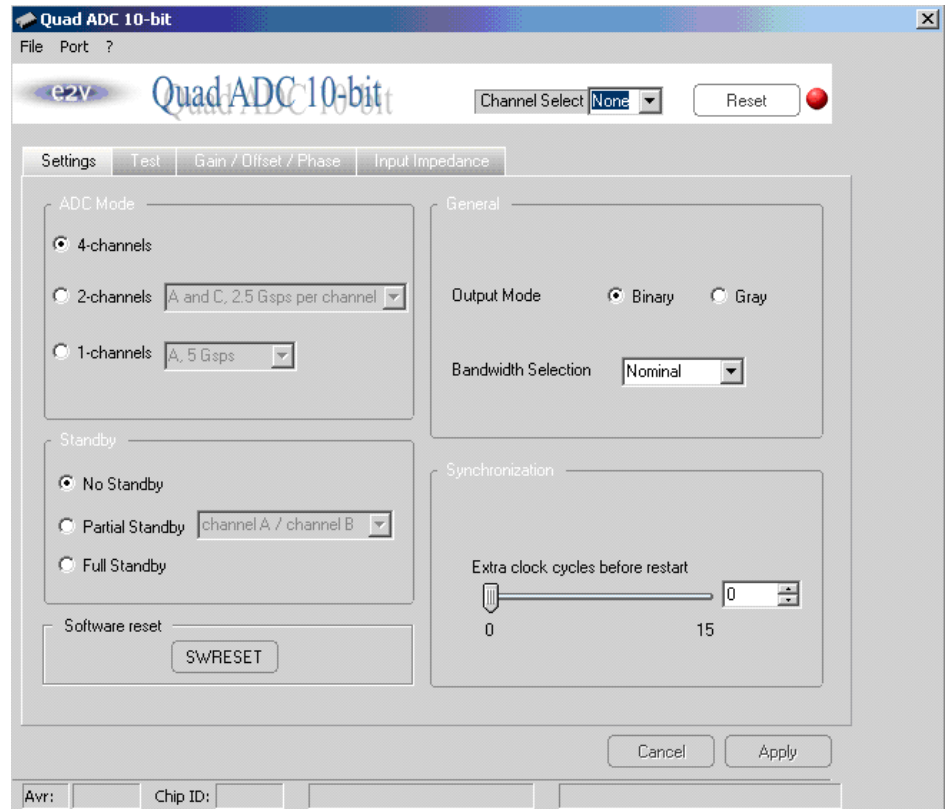 Quad ADC 10-bit
File Port ?
e2v Quad ADC 10-bit Channel Select None Reset
Settings Test Gain / Offset / Phase Input Impedance
ADC Mode
4-channels
2-channels A and C, 2.5 Gsps per channel
1-channels A, 5 Gsps
General
Output Mode Binary Gray
Bandwidth Selection Nominal
Standby
No Standby
Partial Standby channel A / channel B
Full Standby
Software reset
SWRESET
Synchronization
Extra clock cycles before restart
0
0 15
Cancel Apply
Avr: Chip ID: